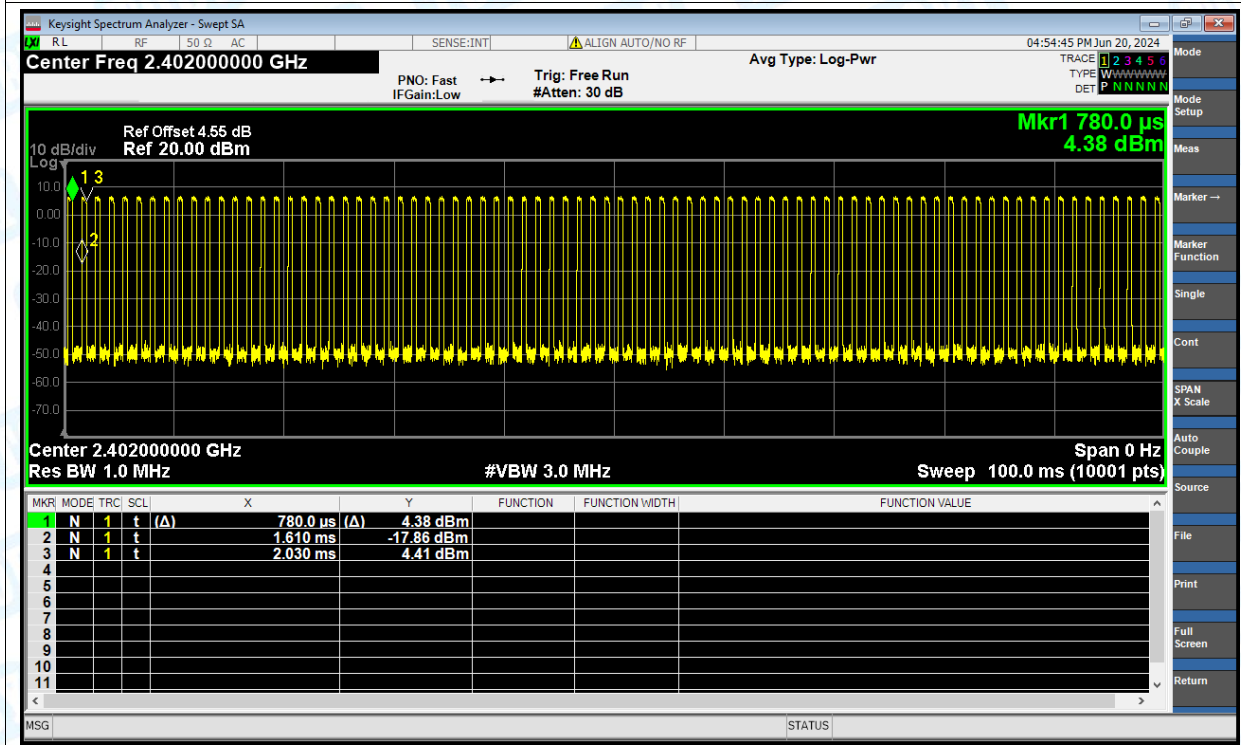 Keysight Spectrum Analyzer - Swept SA
LXI RL RF 50 Ω AC SENSE:INT ALIGN AUTO/NO RF 04:54:45 PM Jun 20, 2024
Center Freq 2.402000000 GHz
PNO: Fast
IFGain:Low
Trig: Free Run
#Atten: 30 dB
Avg Type: Log-Pwr
TRACE 1 2 3 4 5 6
TYPE WWWWWW
DET P N N N N N
Ref Offset 4.55 dB
10 dB/div Ref 20.00 dBm
Log
Mkr1 780.0 µs
4.38 dBm
10.0
0.00
-10.0
-20.0
-30.0
-40.0
-50.0
-60.0
-70.0
1 3
2
Center 2.402000000 GHz Span 0 Hz
Res BW 1.0 MHz #VBW 3.0 MHz Sweep 100.0 ms (10001 pts)
MKR MODE TRC SCL X Y FUNCTION FUNCTION WIDTH FUNCTION VALUE
1 N 1 t (Δ) 780.0 µs (Δ) 4.38 dBm
2 N 1 t 1.610 ms -17.86 dBm
3 N 1 t 2.030 ms 4.41 dBm
4
5
6
7
8
9
10
11
MSG STATUS
Mode
Mode
Setup
Meas
Marker→
Marker
Function
Single
Cont
SPAN
X Scale
Auto
Couple
Source
File
Print
Full
Screen
Return